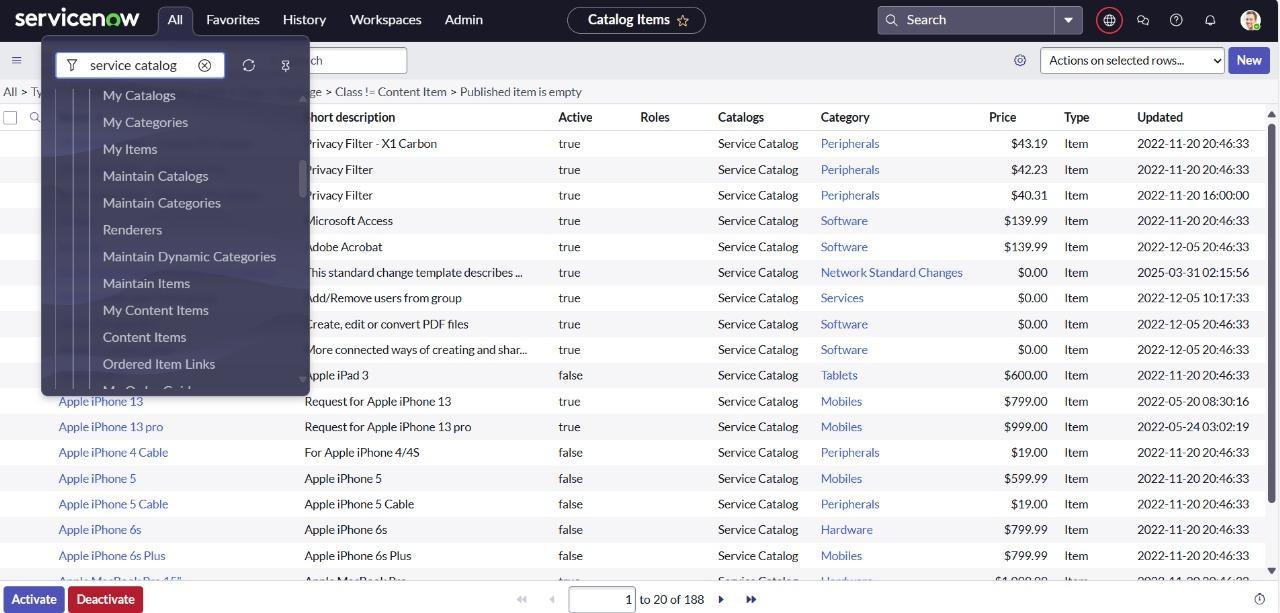 servicenow All Favorites History Workspaces Admin Catalog Items Search
service catalog ch Actions on selected rows... New
All > Ty ge > Class != Content Item > Published item is empty
My Catalogs
My Categories
My Items
Maintain Catalogs
Maintain Categories
Renderers
Maintain Dynamic Categories
Maintain Items
My Content Items
Content Items
Ordered Item Links
hort description Active Roles Catalogs Category Price Type Updated
Privacy Filter - X1 Carbon true Service Catalog Peripherals $43.19 Item 2022-11-20 20:46:33
Privacy Filter true Service Catalog Peripherals $42.23 Item 2022-11-20 20:46:33
Privacy Filter true Service Catalog Peripherals $40.31 Item 2022-11-20 16:00:00
Microsoft Access true Service Catalog Software $139.99 Item 2022-11-20 20:46:33
Adobe Acrobat true Service Catalog Software $139.99 Item 2022-12-05 20:46:33
This standard change template describes ... true Service Catalog Network Standard Changes $0.00 Item 2025-03-31 02:15:56
Add/Remove users from group true Service Catalog Services $0.00 Item 2022-12-05 10:17:33
Create, edit or convert PDF files true Service Catalog Software $0.00 Item 2022-12-05 20:46:33
More connected ways of creating and shar... true Service Catalog Software $0.00 Item 2022-12-05 20:46:33
Apple iPad 3 false Service Catalog Tablets $600.00 Item 2022-11-20 20:46:33
Apple iPhone 13 Request for Apple iPhone 13 true Service Catalog Mobiles $799.00 Item 2022-05-20 08:30:16
Apple iPhone 13 pro Request for Apple iPhone 13 pro true Service Catalog Mobiles $999.00 Item 2022-05-24 03:02:19
Apple iPhone 4 Cable For Apple iPhone 4/4S false Service Catalog Peripherals $19.00 Item 2022-11-20 20:46:33
Apple iPhone 5 Apple iPhone 5 false Service Catalog Mobiles $599.99 Item 2022-11-20 20:46:33
Apple iPhone 5 Cable Apple iPhone 5 Cable false Service Catalog Peripherals $19.00 Item 2022-11-20 20:46:33
Apple iPhone 6s Apple iPhone 6s false Service Catalog Hardware $799.99 Item 2022-11-20 20:46:33
Apple iPhone 6s Plus Apple iPhone 6s Plus false Service Catalog Mobiles $799.99 Item 2022-11-20 20:46:33
Activate Deactivate 1 to 20 of 188